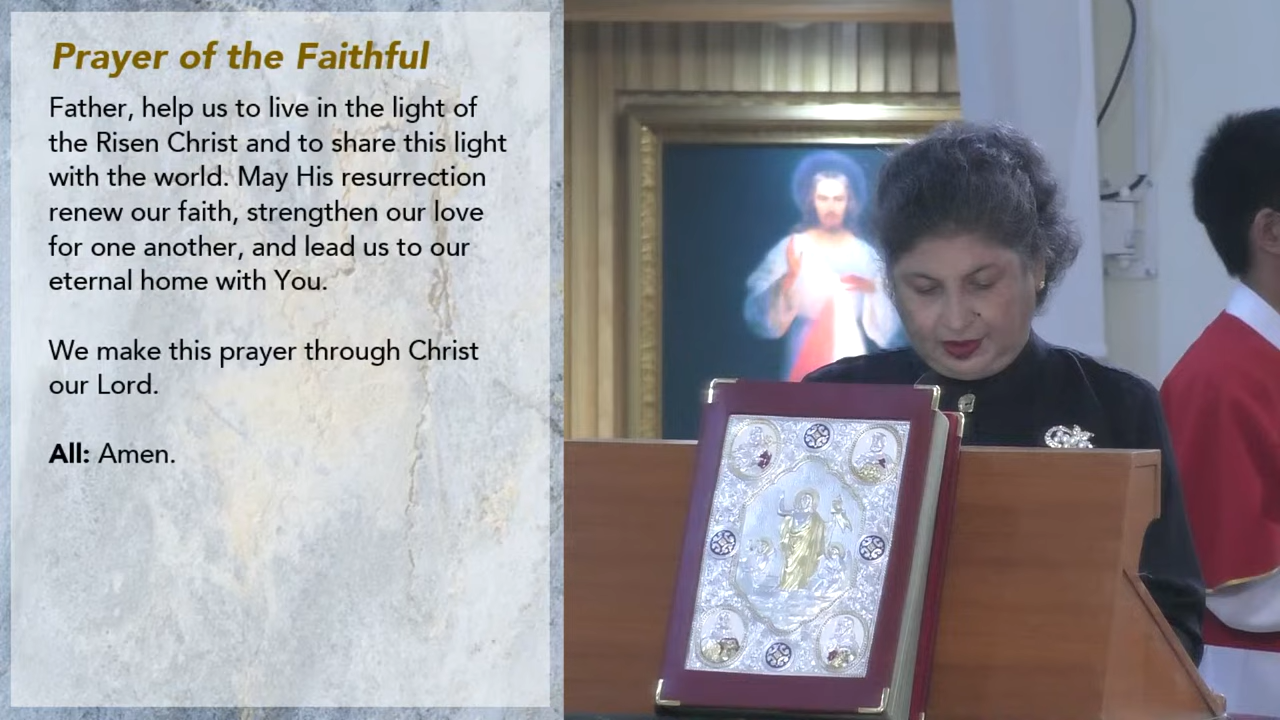 Prayer of the Faithful
Father, help us to live in the light of
the Risen Christ and to share this light
with the world. May His resurrection
renew our faith, strengthen our love
for one another, and lead us to our
eternal home with You.
We make this prayer through Christ
our Lord.
All: Amen.